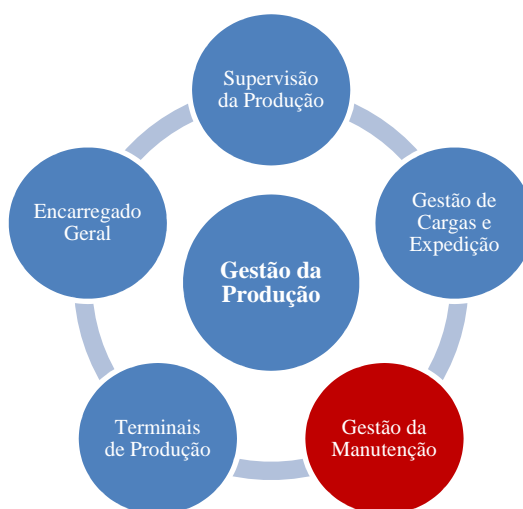 Supervisão
da Produção
Gestão de
Cargas e
Expedição
Encarregado
Geral
Gestão da
Produção
Terminais
de Produção
Gestão da
Manutenção